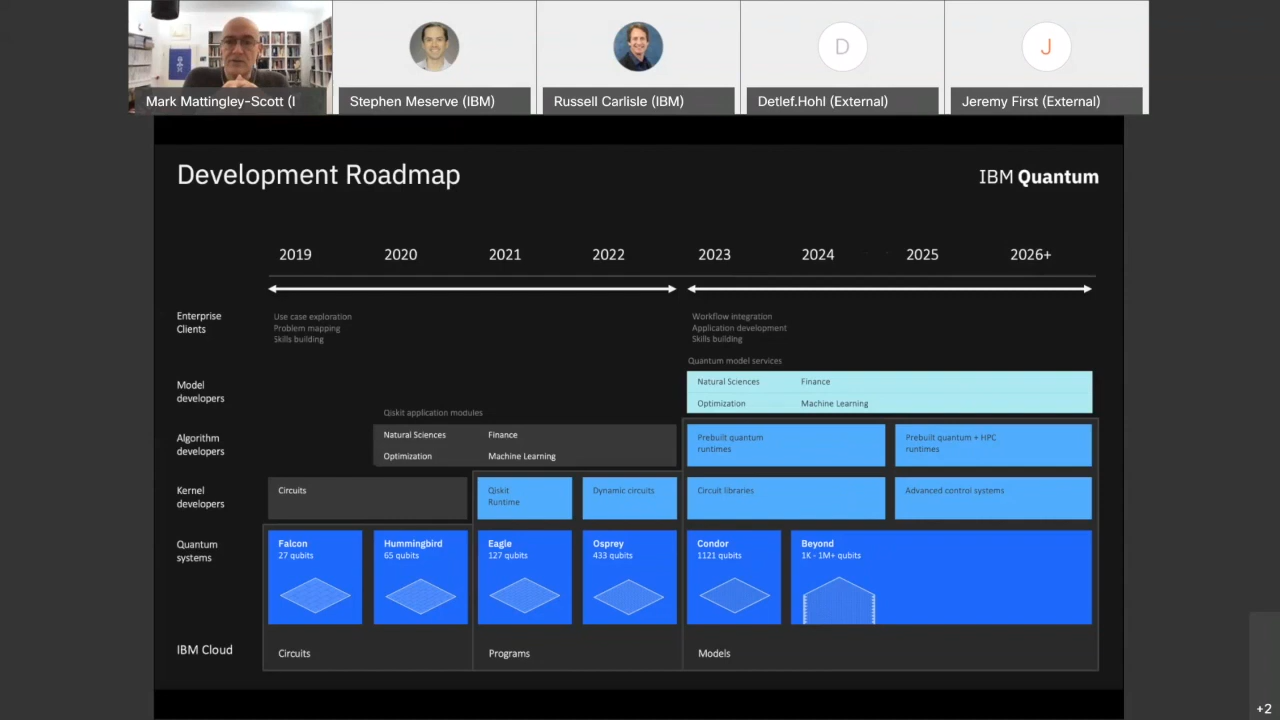 Mark Mattingley-Scott (I
Stephen Meserve (IBM)
Russell Carlisle (IBM)
D
Detlef.Hohl (External)
J
Jeremy First (External)
Development Roadmap
IBM Quantum
2019
2020
2021
2022
2023
2024
2025
2026+
Enterprise
Clients
Use case exploration
Problem mapping
Skills building
Workflow integration
Application development
Skills building
Model
developers
Quantum model services
Natural Sciences
Finance
Optimization
Machine Learning
Algorithm
developers
Qiskit application modules
Natural Sciences
Finance
Optimization
Machine Learning
Prebuilt quantum
runtimes
Prebuilt quantum + HPC
runtimes
Kernel
developers
Circuits
Qiskit
Runtime
Dynamic circuits
Circuit libraries
Advanced control systems
Quantum
systems
Falcon
27 qubits
Hummingbird
65 qubits
Eagle
127 qubits
Osprey
433 qubits
Condor
1121 qubits
Beyond
1K - 1M+ qubits
IBM Cloud
Circuits
Programs
Models
+2